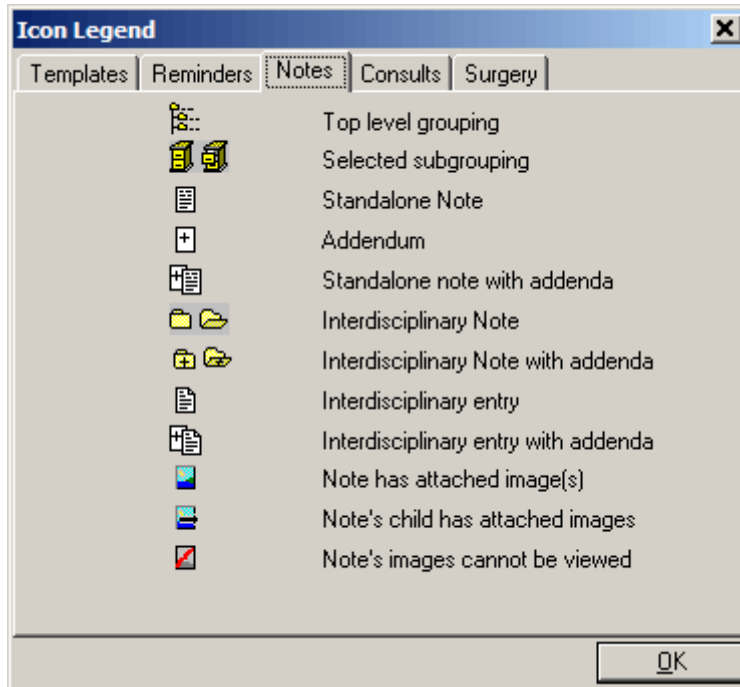 Icon Legend
Templates Reminders Notes Consults Surgery
Top level grouping
Selected subgrouping
Standalone Note
Addendum
Standalone note with addenda
Interdisciplinary Note
Interdisciplinary Note with addenda
Interdisciplinary entry
Interdisciplinary entry with addenda
Note has attached image(s)
Note's child has attached images
Note's images cannot be viewed
OK